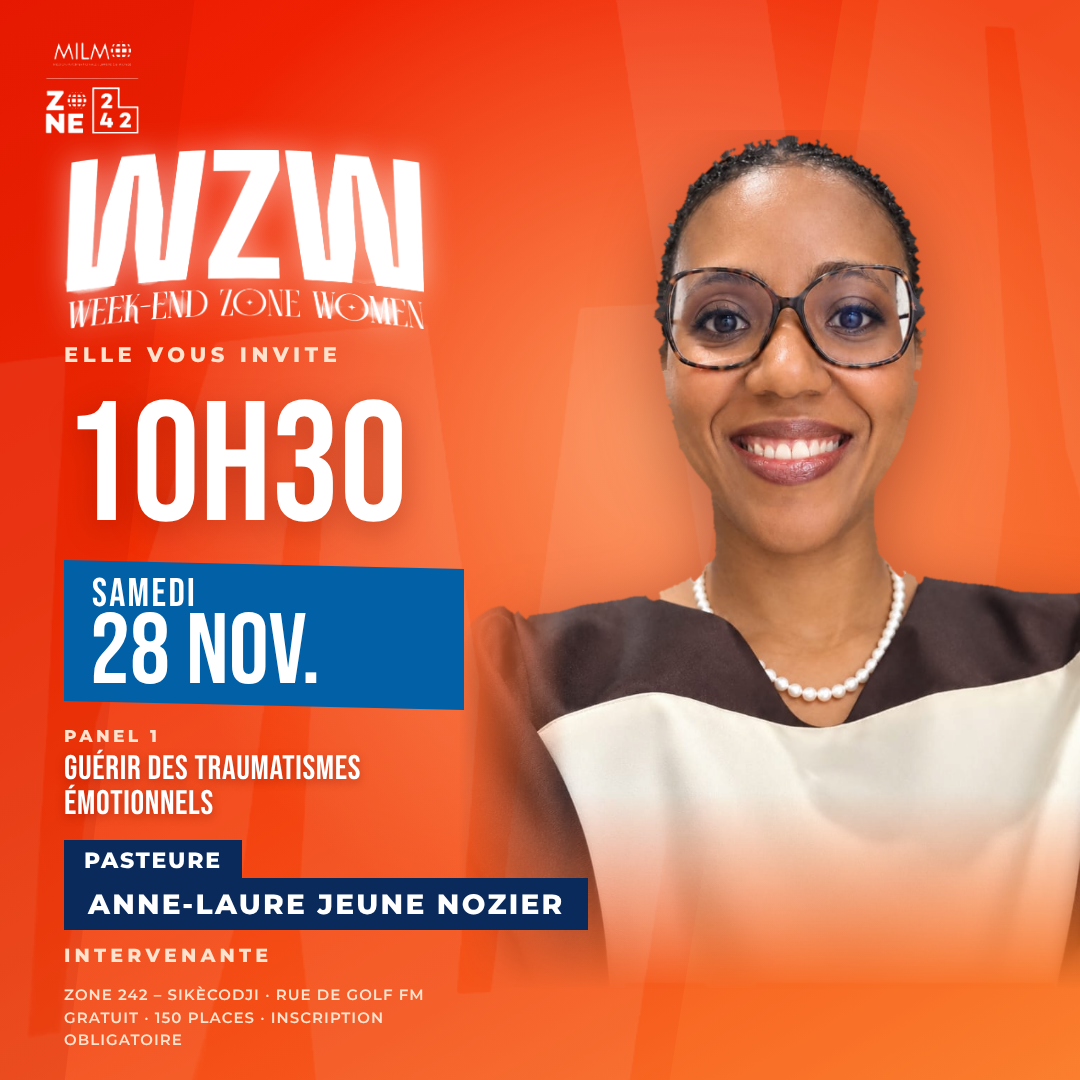 MILMO
ZONE 242
WZW
WEEK-END ZONE WOMEN
ELLE VOUS INVITE
10H30
SAMEDI
28 NOV.
PANEL 1
GUÉRIR DES TRAUMATISMES
ÉMOTIONNELS
PASTEURE
ANNE-LAURE JEUNE NOZIER
INTERVENANTE
ZONE 242 – SIKÈCODJI · RUE DE GOLF FM
GRATUIT · 150 PLACES · INSCRIPTION
OBLIGATOIRE